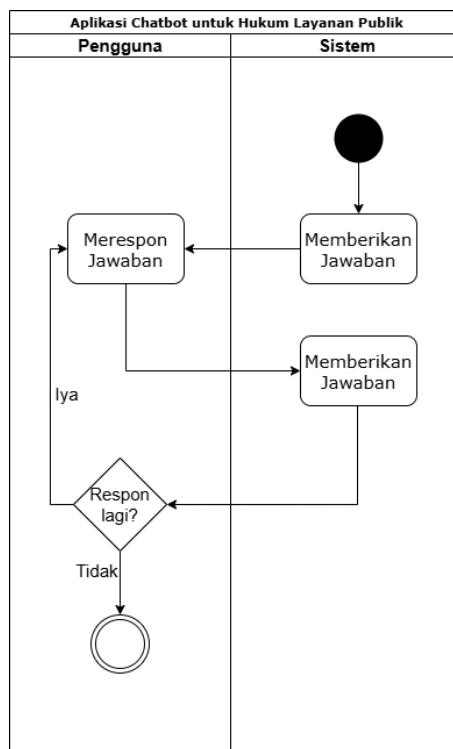 Aplikasi Chatbot untuk Hukum Layanan Publik
Pengguna
Sistem
Merespon
Jawaban
Memberikan
Jawaban
Memberikan
Jawaban
Iya
Respon
lagi?
Tidak